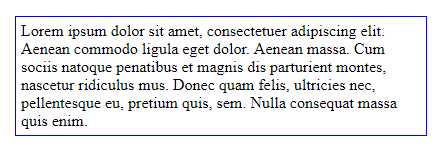 Lorem ipsum dolor sit amet, consectetuer adipiscing elit.
Aenean commodo ligula eget dolor. Aenean massa. Cum
sociis natoque penatibus et magnis dis parturient montes,
nascetur ridiculus mus. Donec quam felis, ultricies nec,
pellentesque eu, pretium quis, sem. Nulla consequat massa
quis enim.